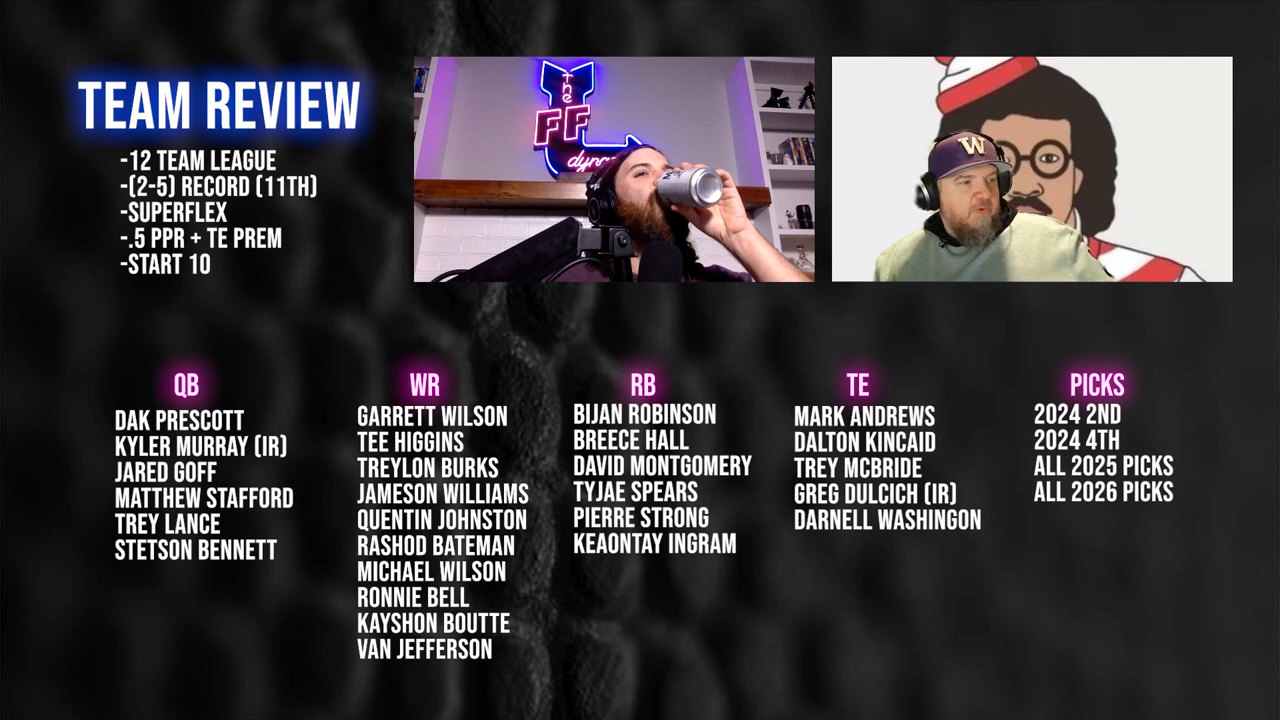 TEAM REVIEW
-12 TEAM LEAGUE
-(2-5) RECORD (11TH)
-SUPERFLEX
-.5 PPR + TE PREM
-START 10
The
FF
W
QB
DAK PRESCOTT
KYLER MURRAY (IR)
JARED GOFF
MATTHEW STAFFORD
TREY LANCE
STETSON BENNETT
WR
GARRETT WILSON
TEE HIGGINS
TREYLON BURKS
JAMESON WILLIAMS
QUENTIN JOHNSTON
RASHOD BATEMAN
MICHAEL WILSON
RONNIE BELL
KAYSHON BOUTTE
VAN JEFFERSON
RB
BIJAN ROBINSON
BREECE HALL
DAVID MONTGOMERY
TYJAE SPEARS
PIERRE STRONG
KEAONTAY INGRAM
TE
MARK ANDREWS
DALTON KINCAID
TREY MCBRIDE
GREG DULCICH (IR)
DARNELL WASHINGON
PICKS
2024 2ND
2024 4TH
ALL 2025 PICKS
ALL 2026 PICKS